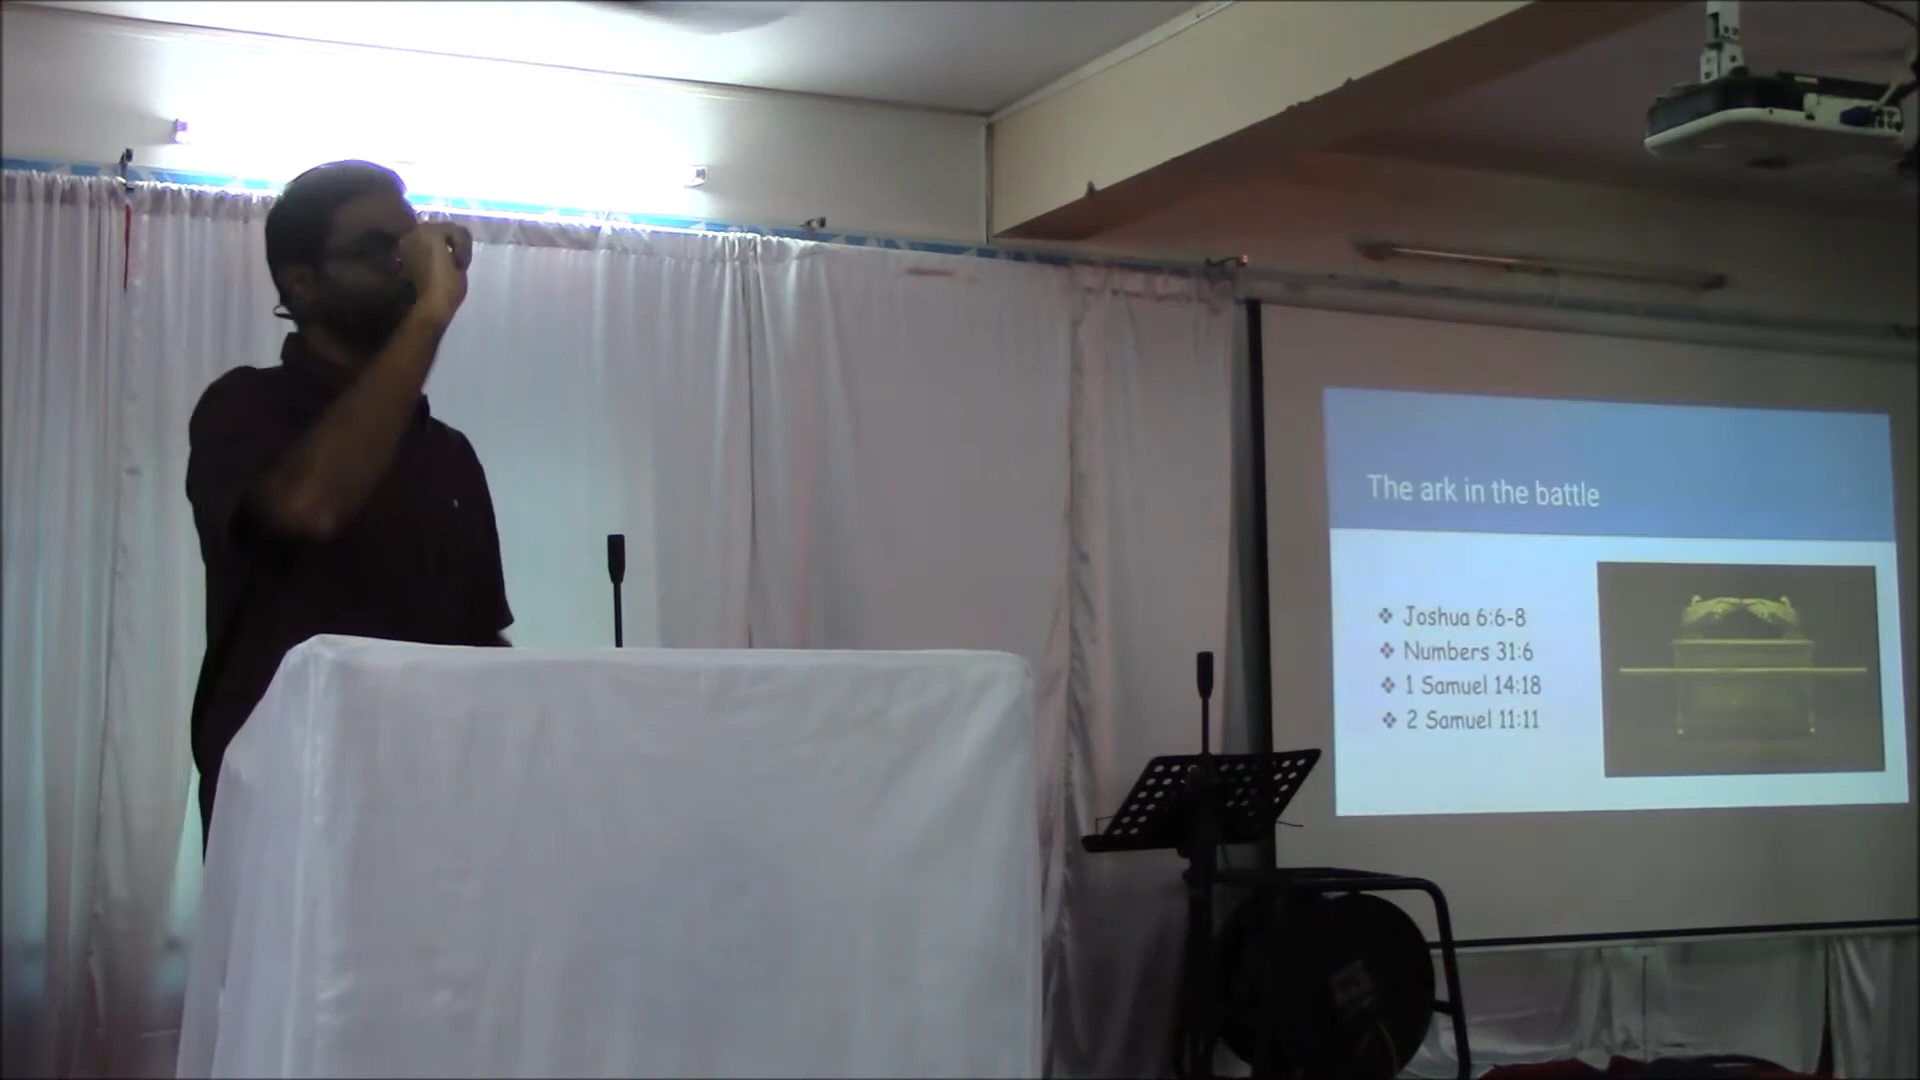 The ark in the battle
❖ Joshua 6:6-8
❖ Numbers 31:6
❖ 1 Samuel 14:18
❖ 2 Samuel 11:11